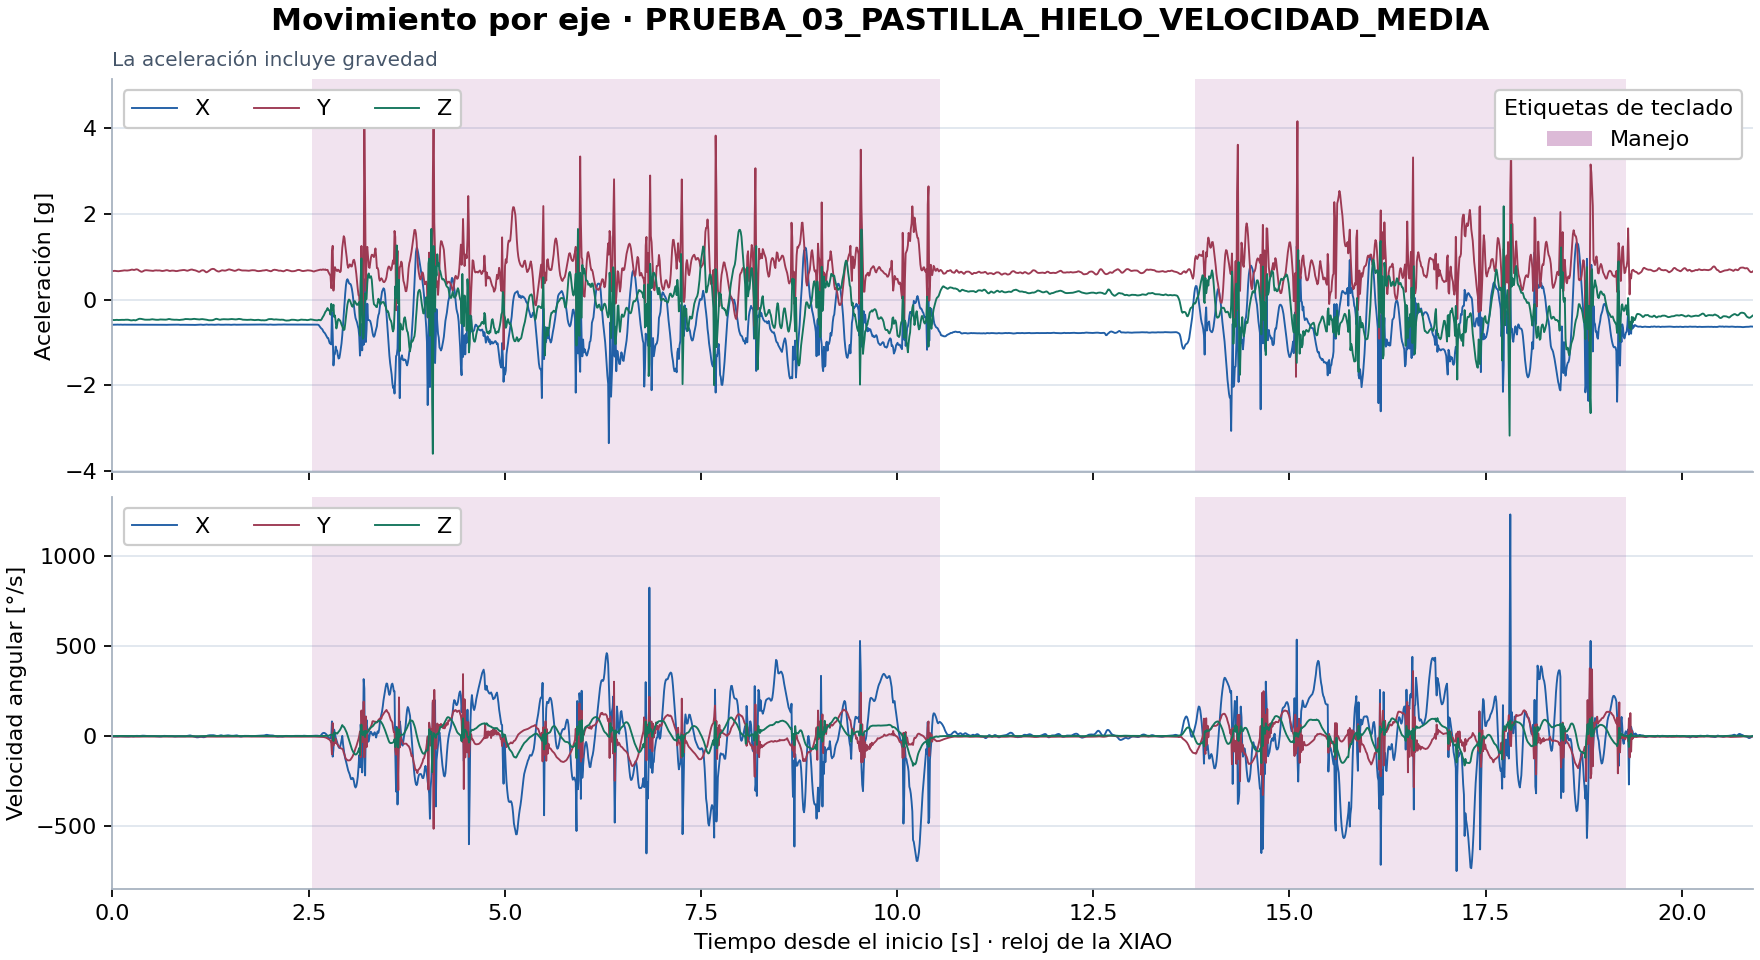 Movimiento por eje · PRUEBA_03_PASTILLA_HIELO_VELOCIDAD_MEDIA
La aceleración incluye gravedad
X Y Z
Etiquetas de teclado
Manejo
Aceleración [g]
4
2
0
−2
−4
X Y Z
Velocidad angular [°/s]
1000
500
0
−500
0.0 2.5 5.0 7.5 10.0 12.5 15.0 17.5 20.0
Tiempo desde el inicio [s] · reloj de la XIAO